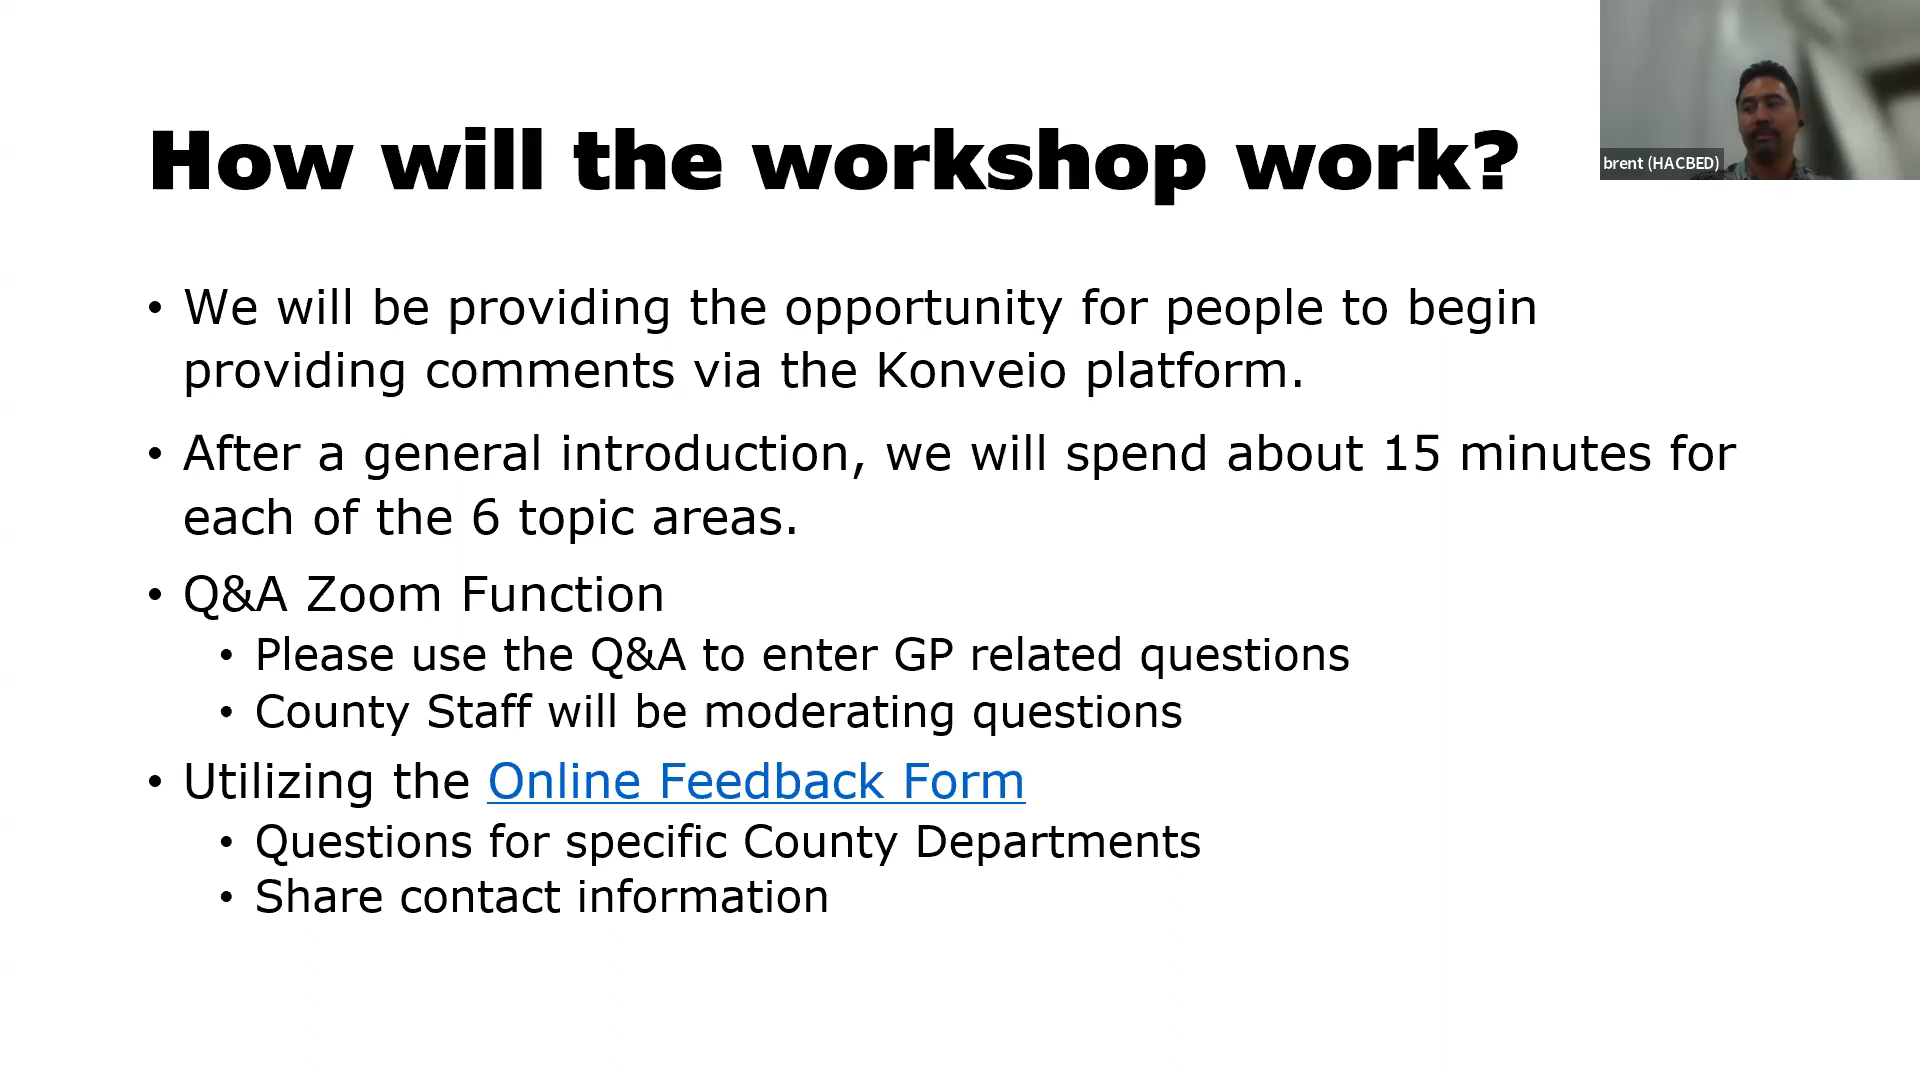 How will the workshop work?
brent (HACBED)
• We will be providing the opportunity for people to begin
providing comments via the Konveio platform.
• After a general introduction, we will spend about 15 minutes for
each of the 6 topic areas.
• Q&A Zoom Function
• Please use the Q&A to enter GP related questions
• County Staff will be moderating questions
• Utilizing the Online Feedback Form
• Questions for specific County Departments
• Share contact information